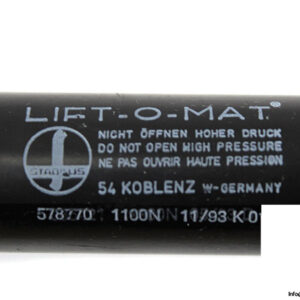 LIFT-O-MAT®
STABILUS
NICHT ÖFFNEN HOHER DRUCK
DO NOT OPEN HIGH PRESSURE
NE PAS OUVRIR HAUTE PRESSION
54 KOBLENZ W-GERMANY
578770 1100N 11/93 K 0